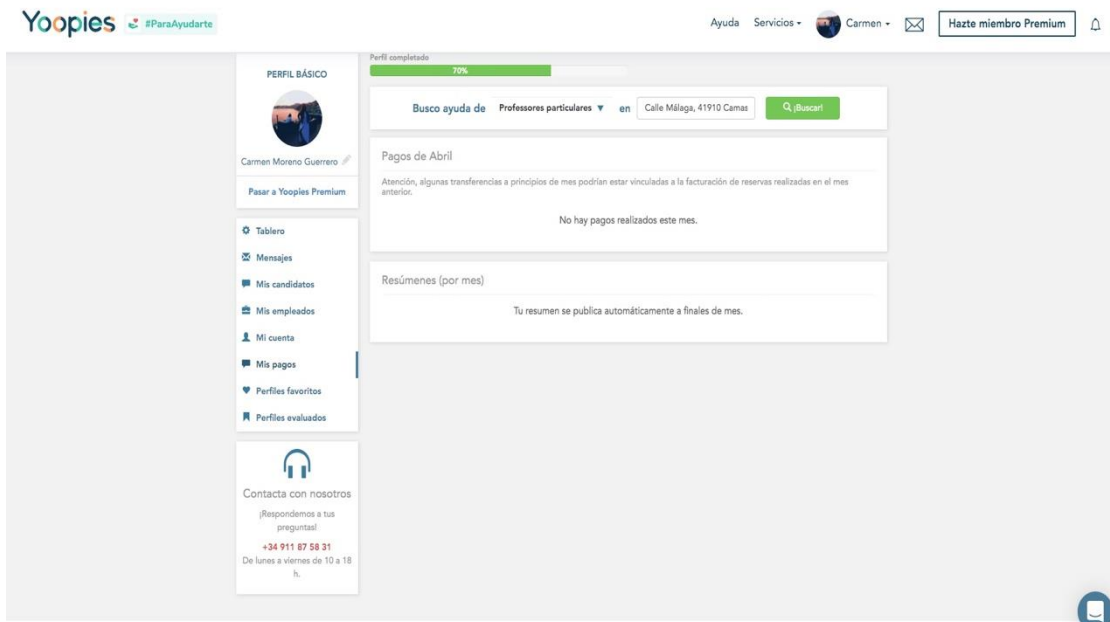 Yoopies #ParaAyudarte
Ayuda Servicios Carmen Hazte miembro Premium
PERFIL BÁSICO
Carmen Moreno Guerrero
Pasar a Yoopies Premium
Tablero
Mensajes
Mis candidatos
Mis empleados
Mi cuenta
Mis pagos
Perfiles favoritos
Perfiles evaluados
Contacta con nosotros
¡Respondemos a tus
preguntas!
+34 911 87 58 31
De lunes a viernes de 10 a 18
h.
Perfil completado
70%
Busco ayuda de Professores particulares en Calle Málaga, 41910 Camas ¡Buscar!
Pagos de Abril
Atención, algunas transferencias a principios de mes podrían estar vinculadas a la facturación de reservas realizadas en el mes
anterior.
No hay pagos realizados este mes.
Resúmenes (por mes)
Tu resumen se publica automáticamente a finales de mes.